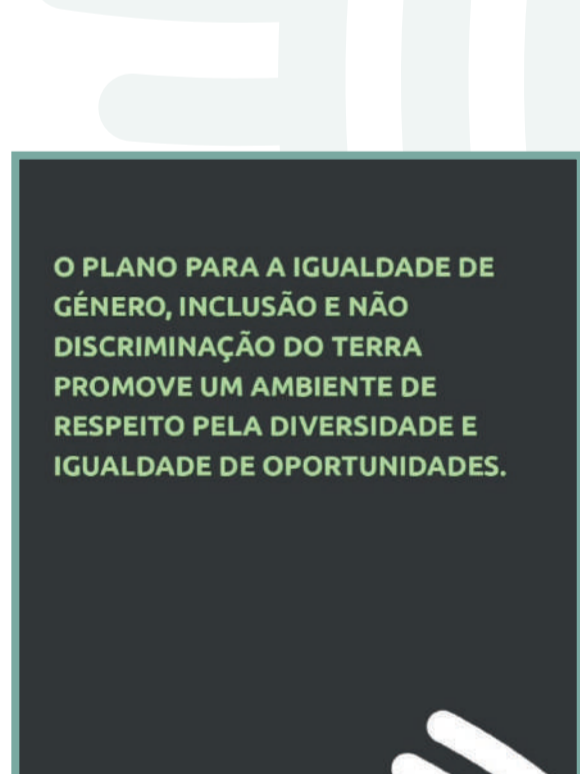 O PLANO PARA A IGUALDADE DE
GÉNERO, INCLUSÃO E NÃO
DISCRIMINAÇÃO DO TERRA
PROMOVE UM AMBIENTE DE
RESPEITO PELA DIVERSIDADE E
IGUALDADE DE OPORTUNIDADES.